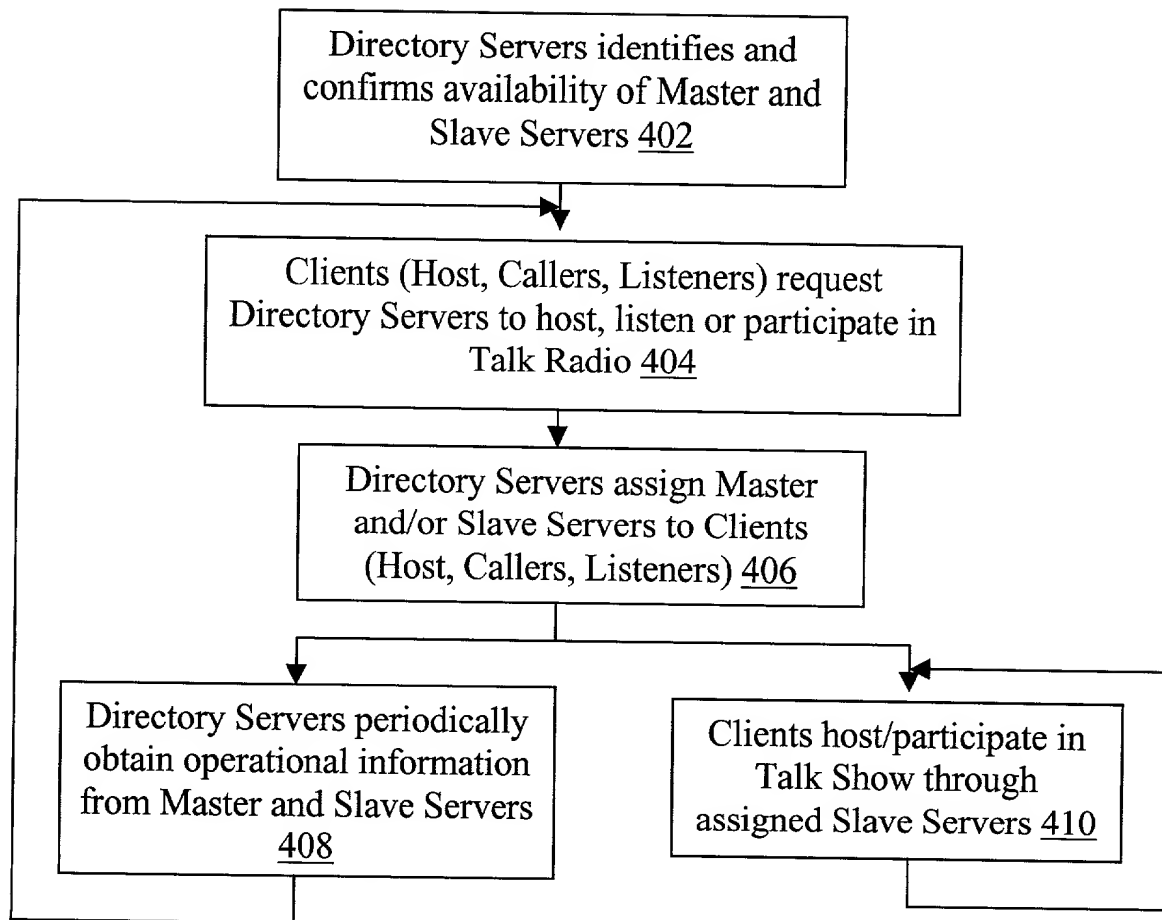 Directory Servers identifies and
confirms availability of Master and
Slave Servers 402
Clients (Host, Callers, Listeners) request
Directory Servers to host, listen or participate in
Talk Radio 404
Directory Servers assign Master
and/or Slave Servers to Clients
(Host, Callers, Listeners) 406
Directory Servers periodically
obtain operational information
from Master and Slave Servers
408
Clients host/participate in
Talk Show through
assigned Slave Servers 410